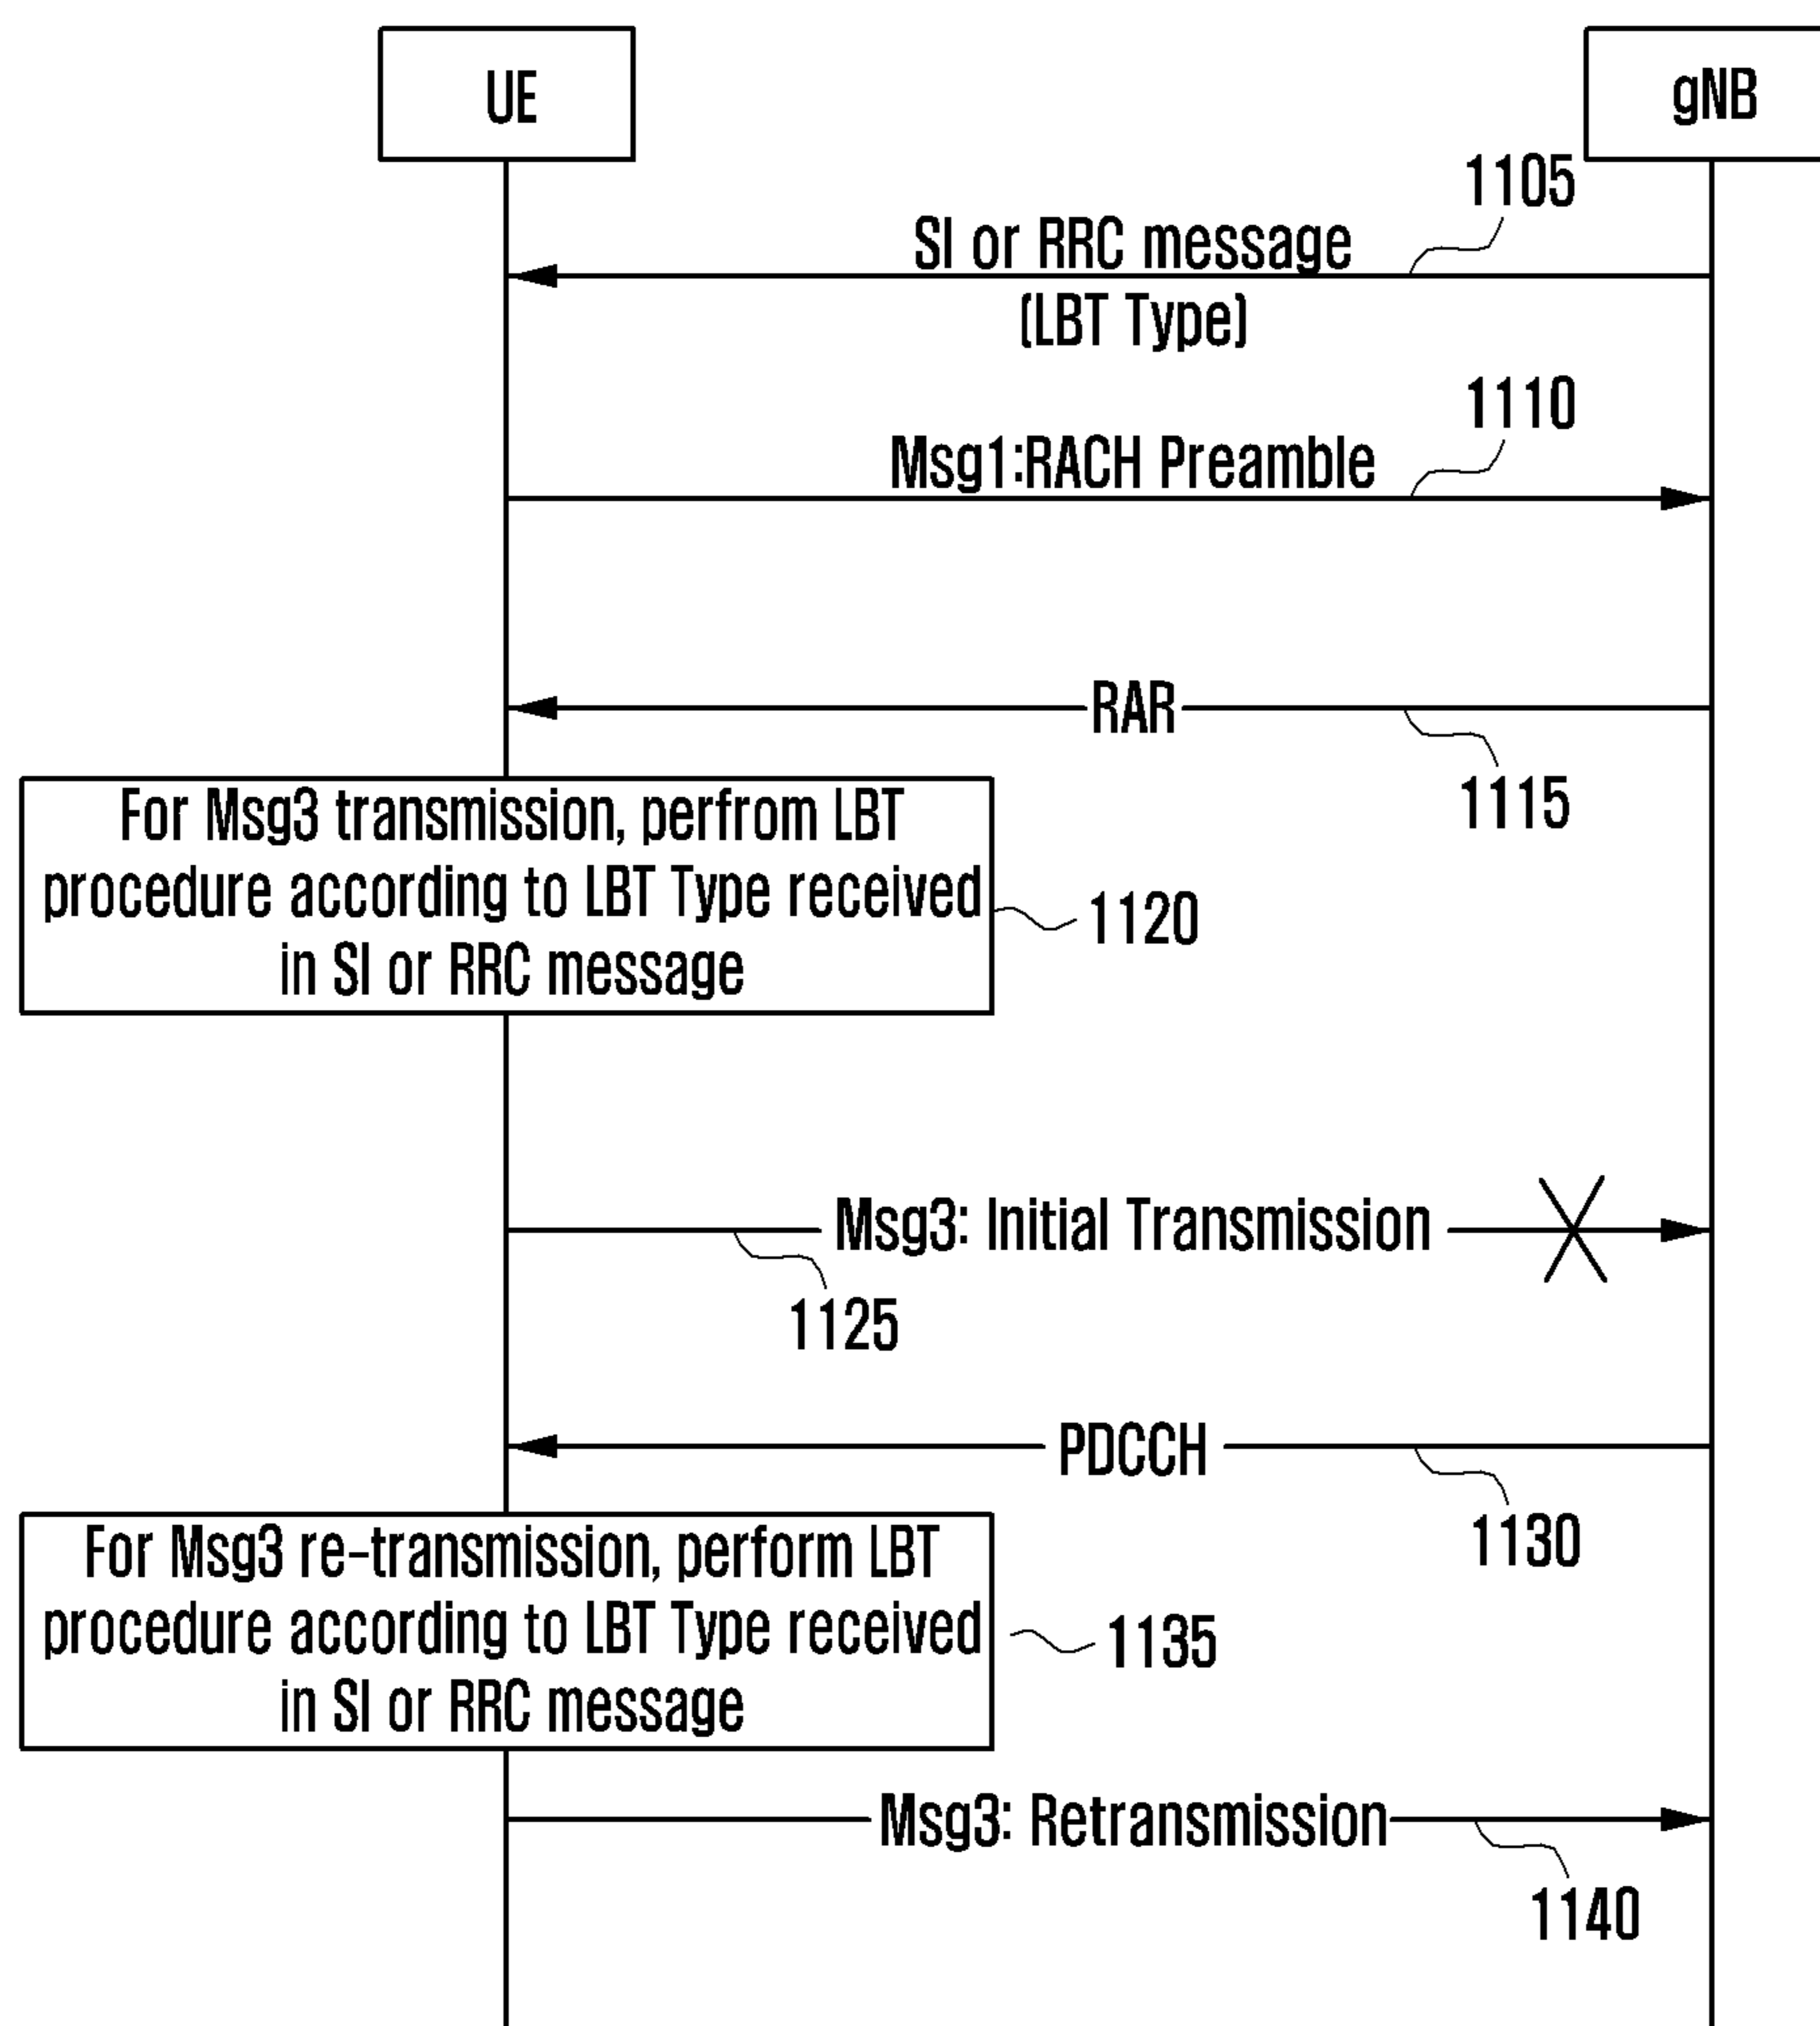 UE
gNB
1105
SI or RRC message
(LBT Type)
1110
Msg1:RACH Preamble
RAR
1115
For Msg3 transmission, perfrom LBT
procedure according to LBT Type received
in SI or RRC message
1120
Msg3: Initial Transmission
1125
PDCCH
1130
For Msg3 re-transmission, perform LBT
procedure according to LBT Type received
in SI or RRC message
1135
Msg3: Retransmission
1140